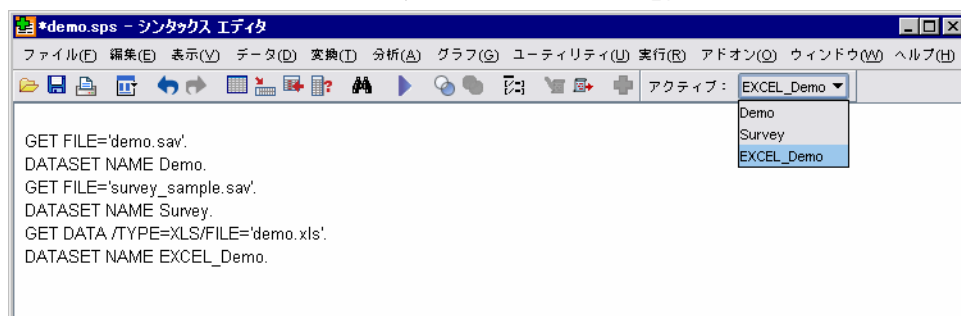 *demo.sps - シンタックス エディタ
ファイル(F) 編集(E) 表示(V) データ(D) 変換(T) 分析(A) グラフ(G) ユーティリティ(U) 実行(R) アドオン(O) ウィンドウ(W) ヘルプ(H)
アクティブ： EXCEL_Demo
Demo
Survey
EXCEL_Demo
GET FILE='demo.sav'.
DATASET NAME Demo.
GET FILE='survey_sample.sav'.
DATASET NAME Survey.
GET DATA /TYPE=XLS/FILE='demo.xls'.
DATASET NAME EXCEL_Demo.